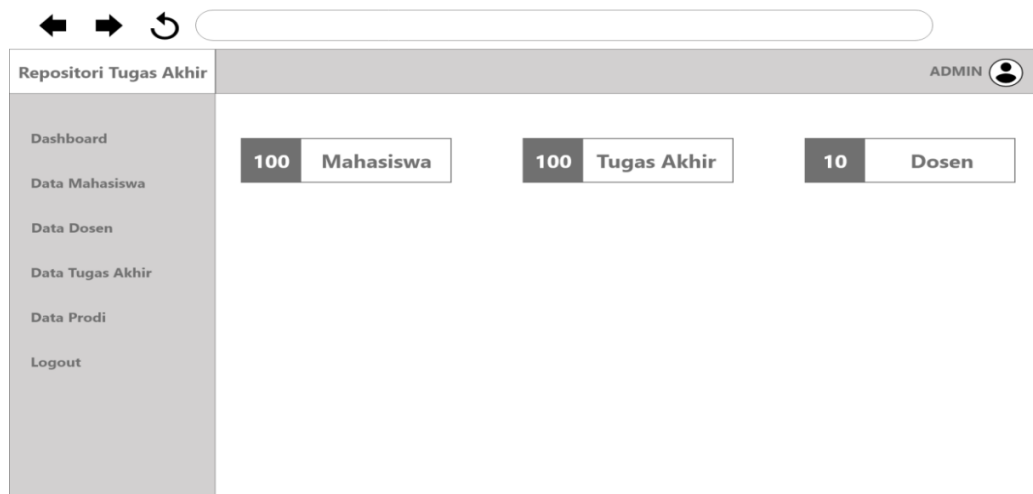 Repositori Tugas Akhir
ADMIN
Dashboard
Data Mahasiswa
Data Dosen
Data Tugas Akhir
Data Prodi
Logout
100 Mahasiswa
100 Tugas Akhir
10 Dosen